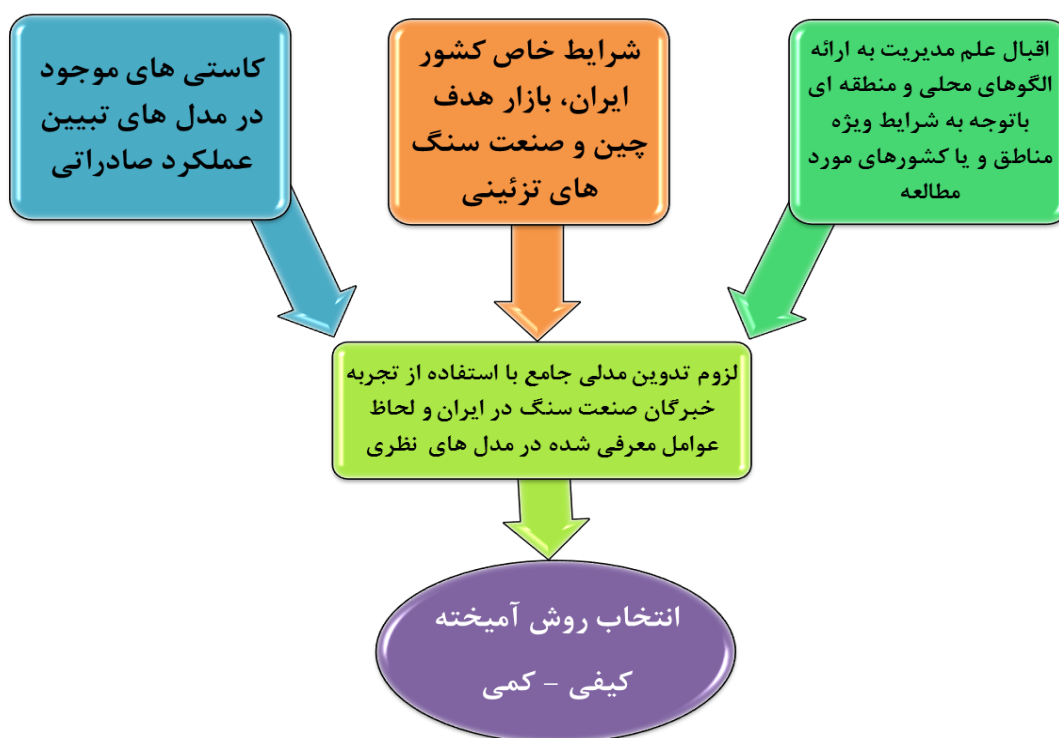 اقبال علم مدیریت به ارائه
الگوهای محلی و منطقه ای
باتوجه به شرایط ویژه
مناطق و یا کشورهای مورد
مطالعه
شرایط خاص کشور
ایران، بازار هدف
چین و صنعت سنگ
های تزئینی
کاستی های موجود
در مدل های تبیین
عملکرد صادراتی
لزوم تدوین مدلی جامع با استفاده از تجربه
خبرگان صنعت سنگ در ایران و لحاظ
عوامل معرفی شده در مدل های نظری
انتخاب روش آمیخته
کیفی – کمی